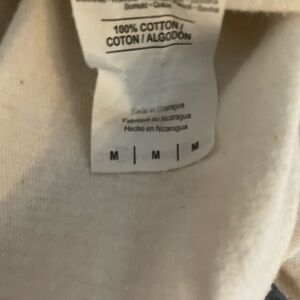 100% COTTON /
COTON / ALGODÓN
Made in Nicaragua
Fabriqué au Nicaragua
Hecho en Nicaragua
M | M | M